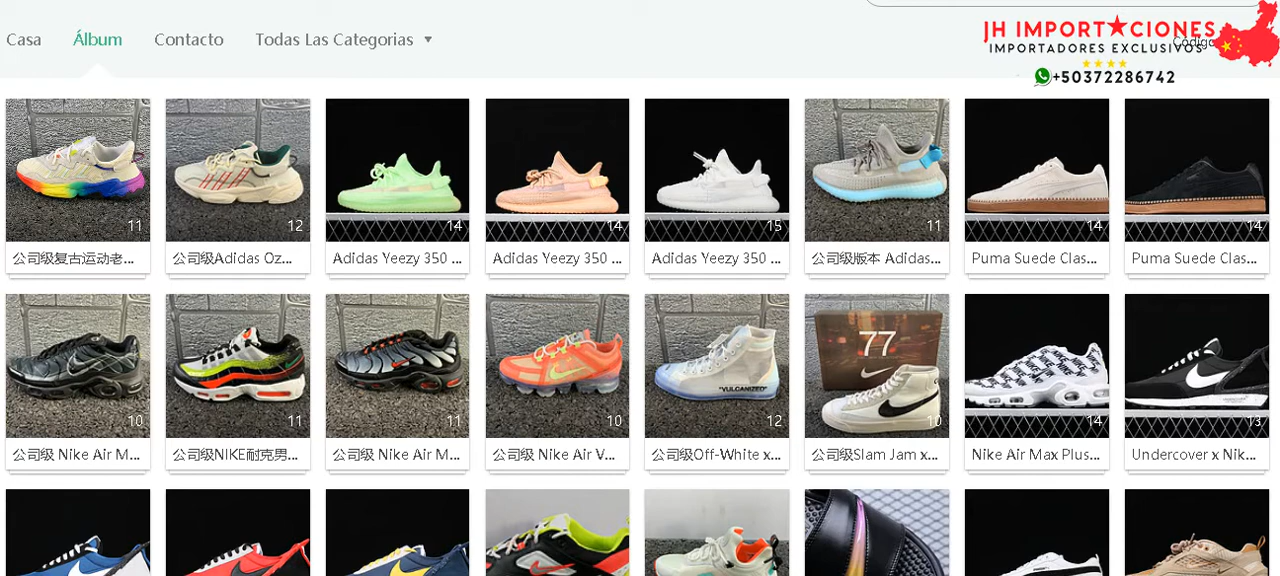 Casa
Álbum
Contacto
Todas Las Categorias
JH IMPORT★CIONES
Código
IMPORTADORES EXCLUSIVOS
+50372286742
11
12
14
14
15
11
14
14
公司级复古运动老...
公司级Adidas Oz...
Adidas Yeezy 350 ...
Adidas Yeezy 350 ...
Adidas Yeezy 350 ...
公司级版本 Adidas...
Puma Suede Clas...
Puma Suede Clas...
77
"VULCANIZED"
10
11
11
10
12
10
14
13
公司级 Nike Air M...
公司级NIKE耐克男...
公司级 Nike Air M...
公司级 Nike Air V...
公司级Off-White x...
公司级Slam Jam x...
Nike Air Max Plus...
Undercover x Nik...